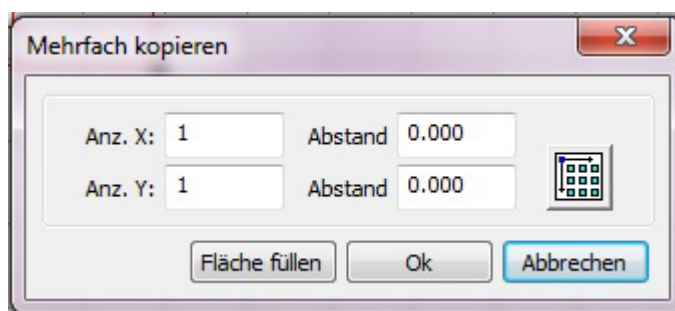 Mehrfach kopieren
Anz. X: 1 Abstand 0.000
Anz. Y: 1 Abstand 0.000
Fläche füllen Ok Abbrechen